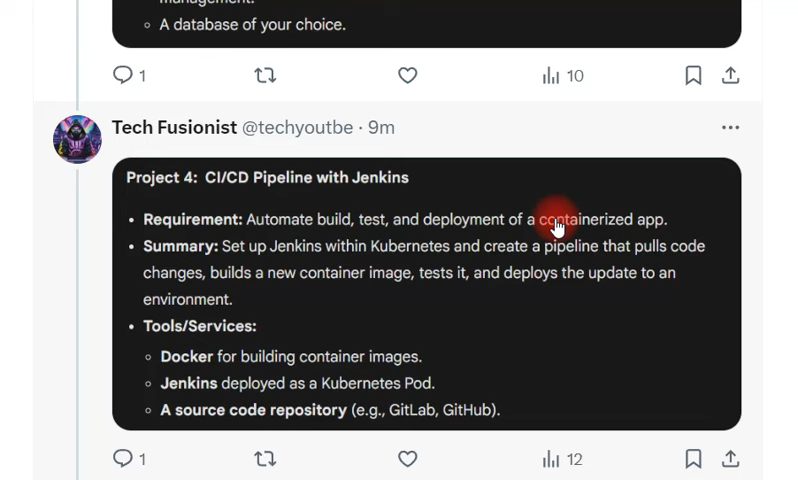 management.
A database of your choice.
1
10
Tech Fusionist @techyoutbe · 9m
Project 4: CI/CD Pipeline with Jenkins
• Requirement: Automate build, test, and deployment of a containerized app.
• Summary: Set up Jenkins within Kubernetes and create a pipeline that pulls code
changes, builds a new container image, tests it, and deploys the update to an
environment.
• Tools/Services:
Docker for building container images.
Jenkins deployed as a Kubernetes Pod.
A source code repository (e.g., GitLab, GitHub).
1
12